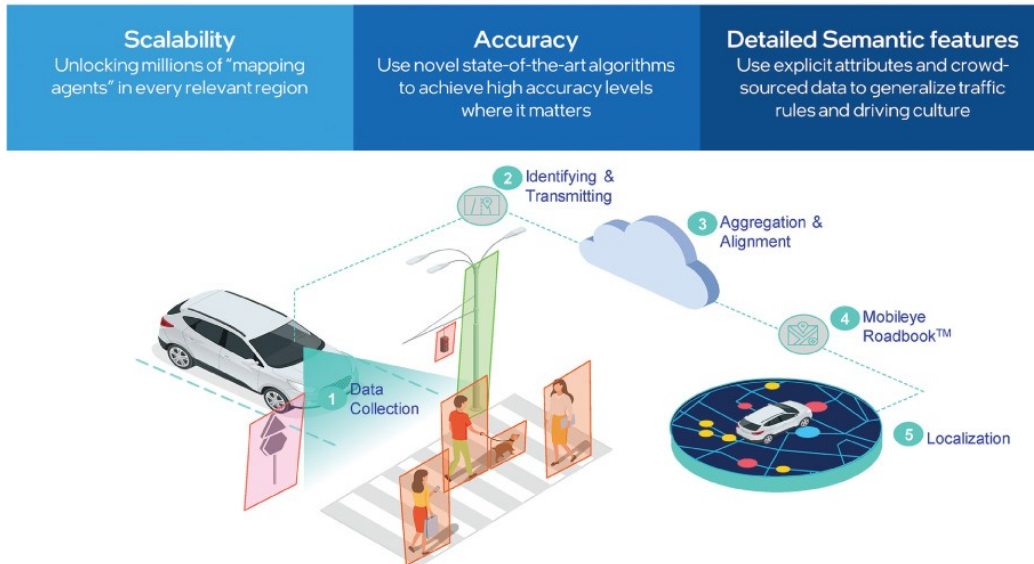 Scalability
Unlocking millions of "mapping
agents" in every relevant region
Accuracy
Use novel state-of-the-art algorithms
to achieve high accuracy levels
where it matters
Detailed Semantic features
Use explicit attributes and crowd-
sourced data to generalize traffic
rules and driving culture
1 Data
Collection
2 Identifying &
Transmitting
3 Aggregation &
Alignment
4 Mobileye
Roadbook™
5 Localization